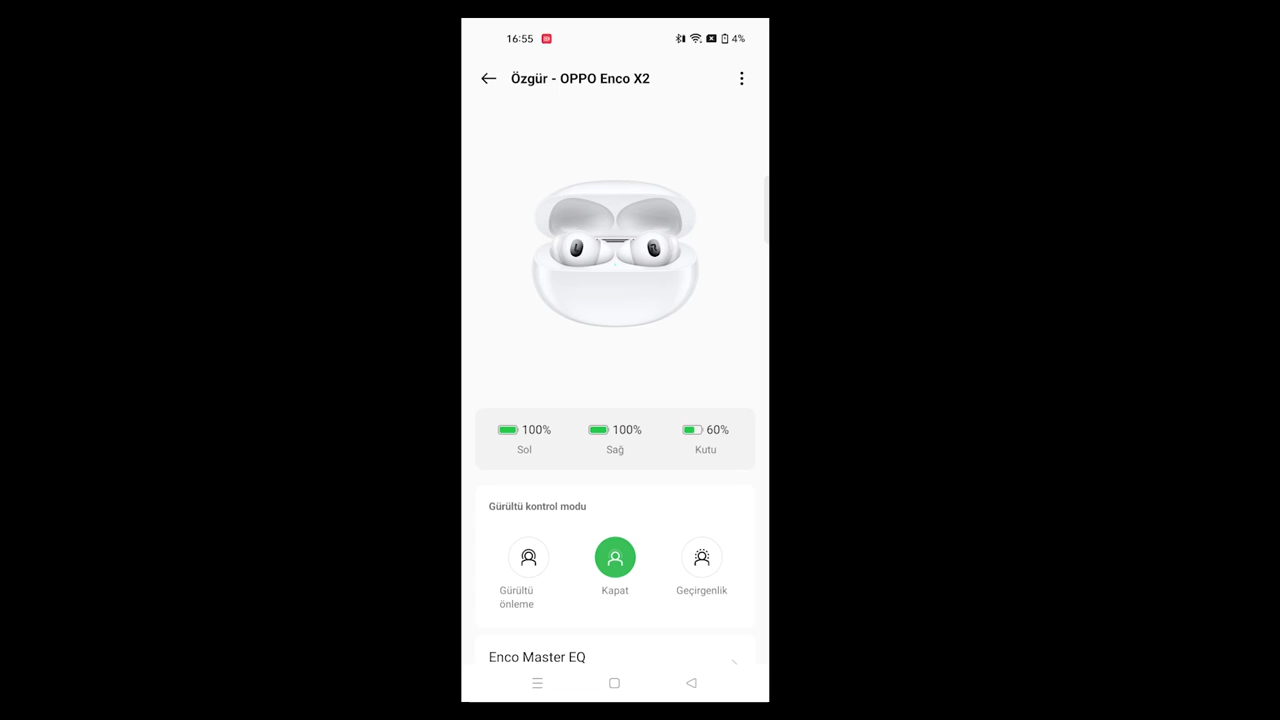 16:55 4%
Özgür - OPPO Enco X2
100% 100% 60%
Sol Sağ Kutu
Gürültü kontrol modu
Gürültü önleme Kapat Geçirgenlik
Enco Master EQ